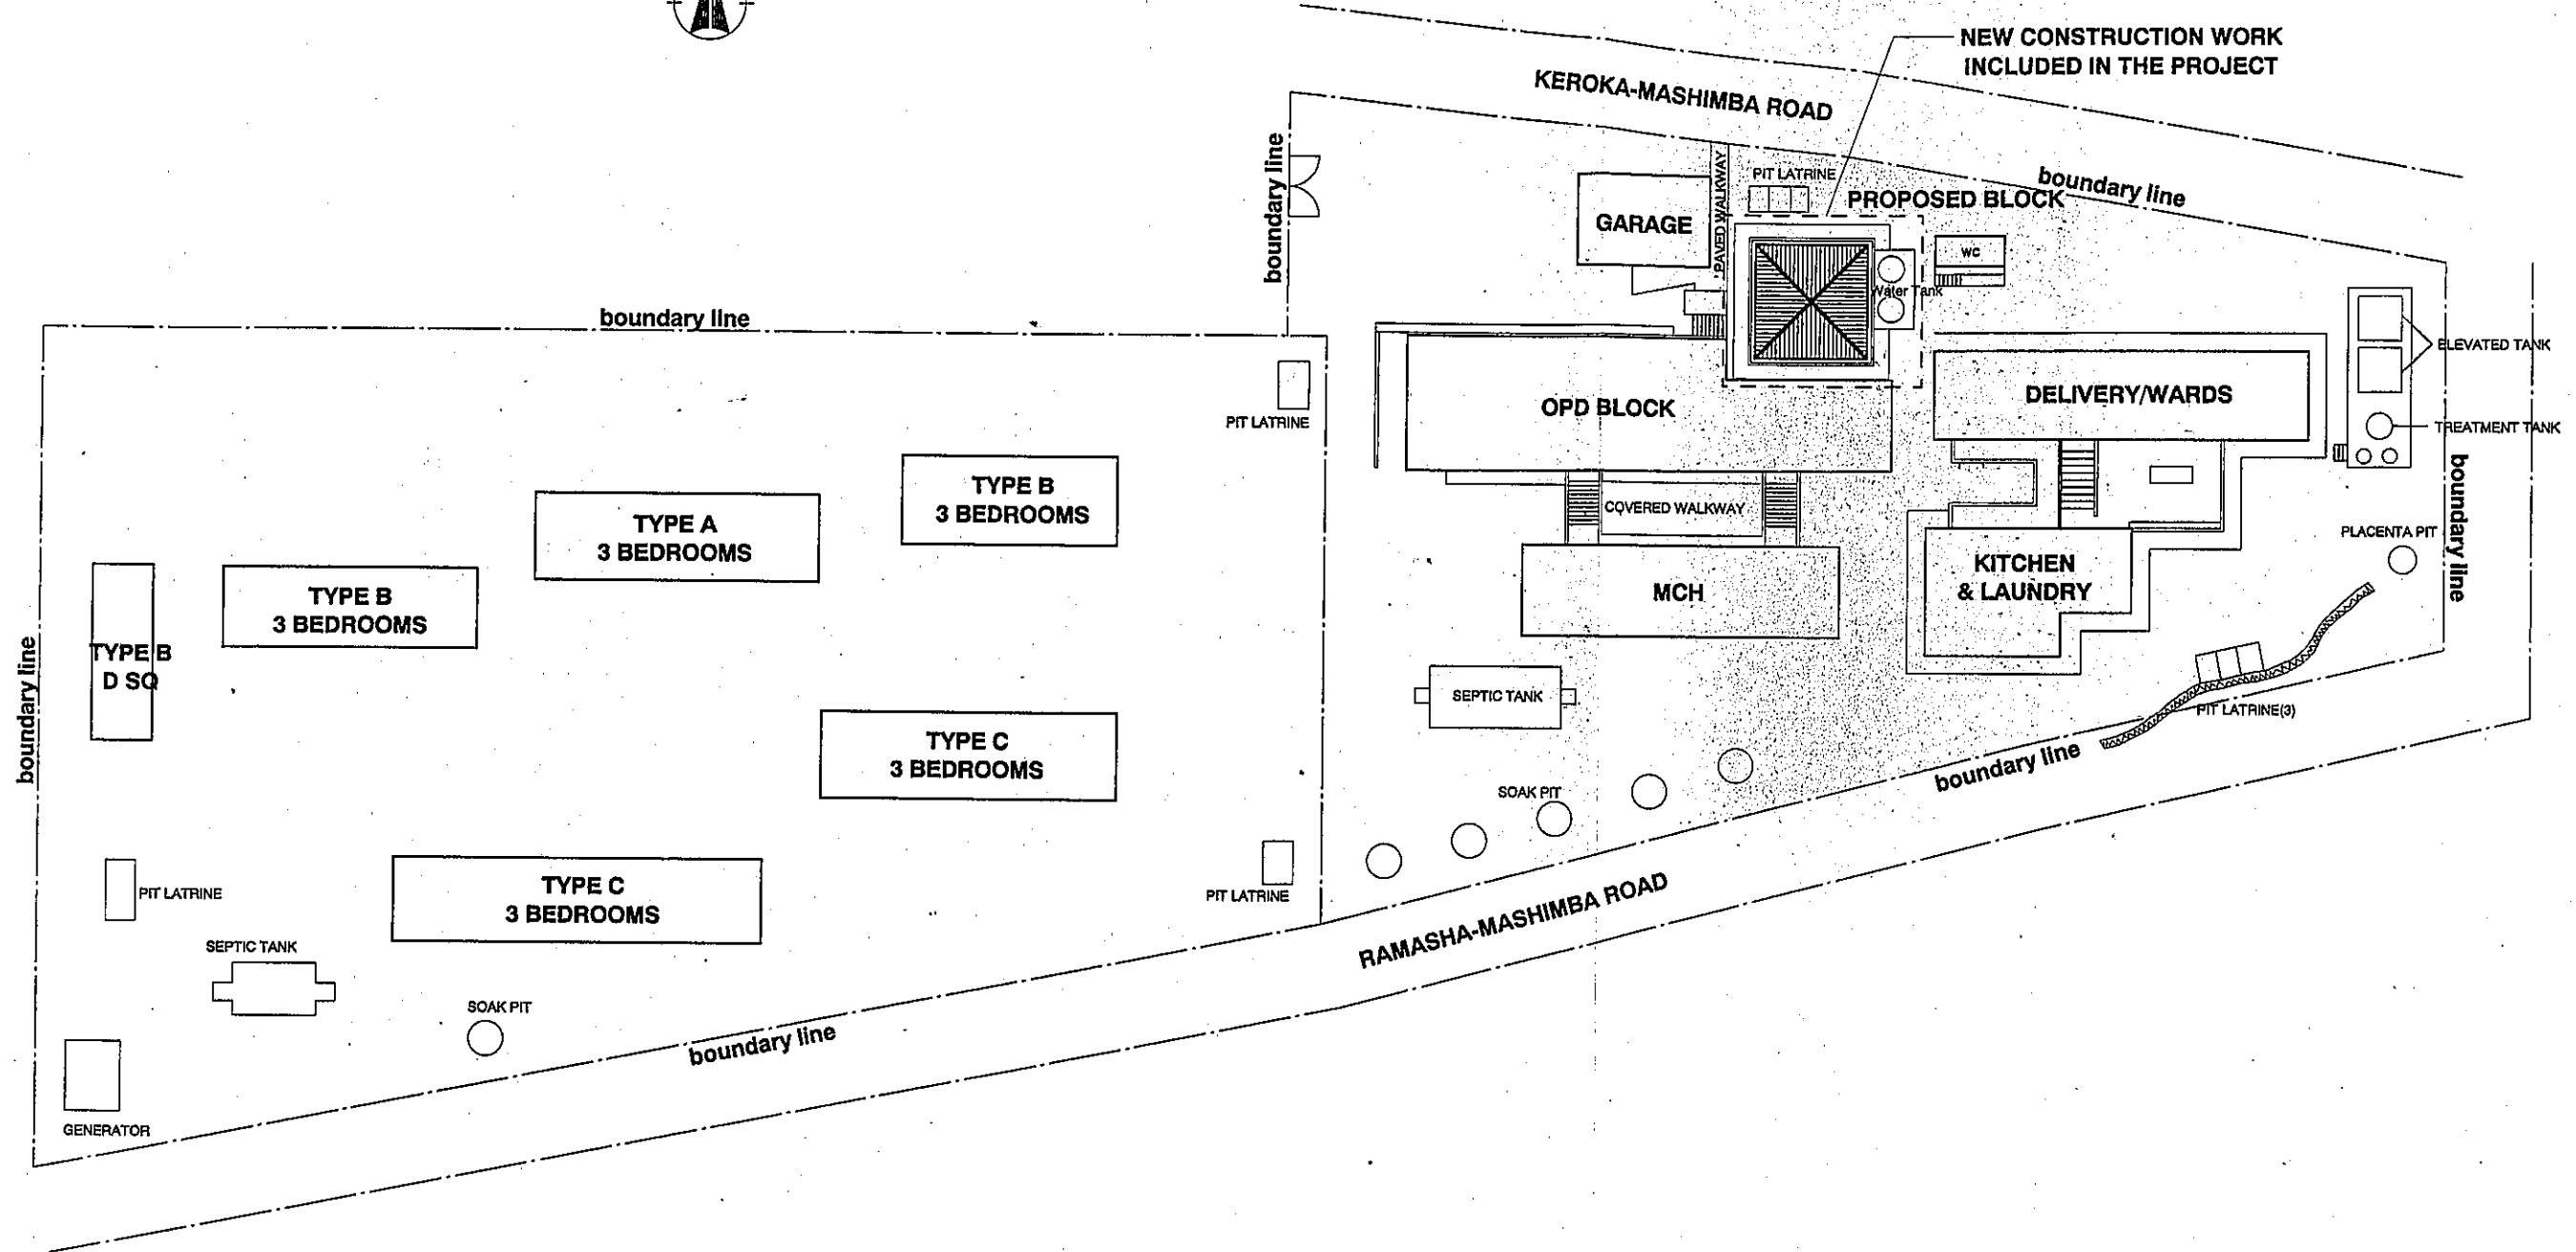 NEW CONSTRUCTION WORK
INCLUDED IN THE PROJECT
KEROKA-MASHIMBA ROAD
boundary line
boundary line
PAVED WALKWAY
PIT LATRINE
PROPOSED BLOCK
GARAGE
WC
Water Tank
boundary line
ELEVATED TANK
PIT LATRINE
OPD BLOCK
DELIVERY/WARDS
TREATMENT TANK
boundary line
TYPE B
3 BEDROOMS
TYPE A
3 BEDROOMS
COVERED WALKWAY
PLACENTA PIT
TYPE B
3 BEDROOMS
MCH
KITCHEN
& LAUNDRY
TYPE B
D SQ
boundary line
SEPTIC TANK
PIT LATRINE(3)
TYPE C
3 BEDROOMS
boundary line
SOAK PIT
TYPE C
3 BEDROOMS
PIT LATRINE
PIT LATRINE
RAMASHA-MASHIMBA ROAD
SEPTIC TANK
SOAK PIT
boundary line
GENERATOR